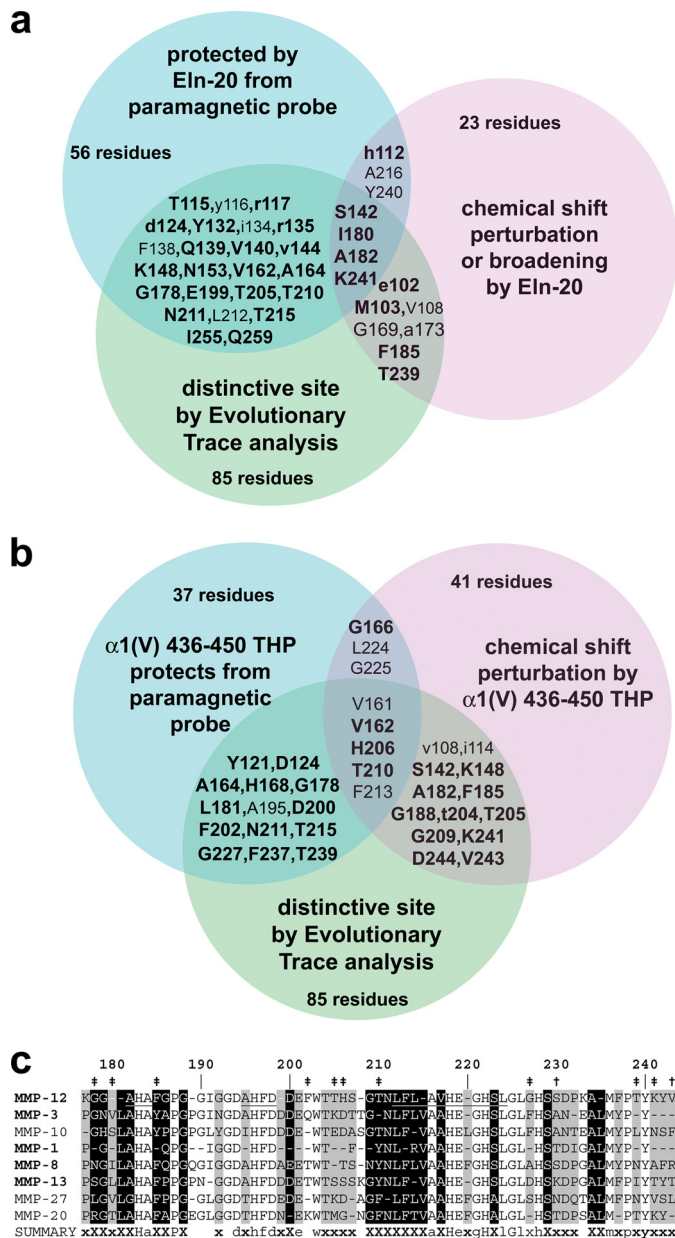 a
protected by
Eln-20 from
paramagnetic probe
56 residues
23 residues
h112
A216
Y240
S142
I180
A182
K241
chemical shift
perturbation
or broadening
by Eln-20
T115,y116,r117
d124,Y132,i134,r135
F138,Q139,V140,v144
K148,N153,V162,A164
G178,E199,T205,T210
N211,L212,T215
I255,Q259
e102
M103,V108
G169,a173
F185
T239
distinctive site
by Evolutionary
Trace analysis
85 residues
b
37 residues
41 residues
α1(V) 436-450 THP
protects from
paramagnetic
probe
G166
L224
G225
V161
V162
H206
T210
F213
chemical shift
perturbation by
α1(V) 436-450 THP
Y121,D124
A164,H168,G178
L181,A195,D200
F202,N211,T215
G227,F237,T239
v108,i114
S142,K148
A182,F185
G188,t204,T205
G209,K241
D244,V243
distinctive site
by Evolutionary
Trace analysis
85 residues
c
180 190 200 210 220 230 240
MMP-12
MMP-3
MMP-10
MMP-1
MMP-8
MMP-13
MMP-27
MMP-20
SUMMARY